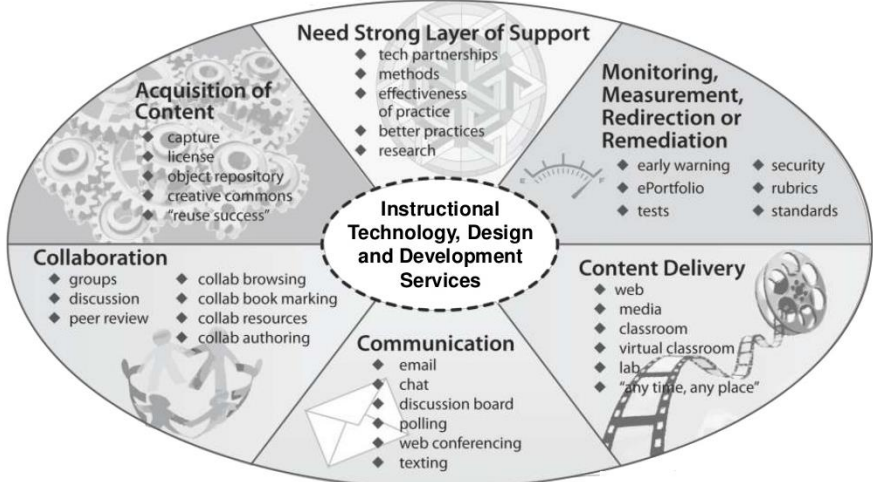 Need Strong Layer of Support
◆ tech partnerships
◆ methods
◆ effectiveness
of practice
◆ better practices
◆ research
Monitoring,
Measurement,
Redirection or
Remediation
◆ early warning
◆ ePortfolio
◆ tests
◆ security
◆ rubrics
◆ standards
Acquisition of
Content
◆ capture
◆ license
◆ object repository
◆ creative commons
◆ "reuse success"
Instructional
Technology, Design
and Development
Services
Collaboration
◆ groups
◆ discussion
◆ peer review
◆ collab browsing
◆ collab book marking
◆ collab resources
◆ collab authoring
Communication
◆ email
◆ chat
◆ discussion board
◆ polling
◆ web conferencing
◆ texting
Content Delivery
◆ web
◆ media
◆ classroom
◆ virtual classroom
◆ lab
◆ "any time, any place"